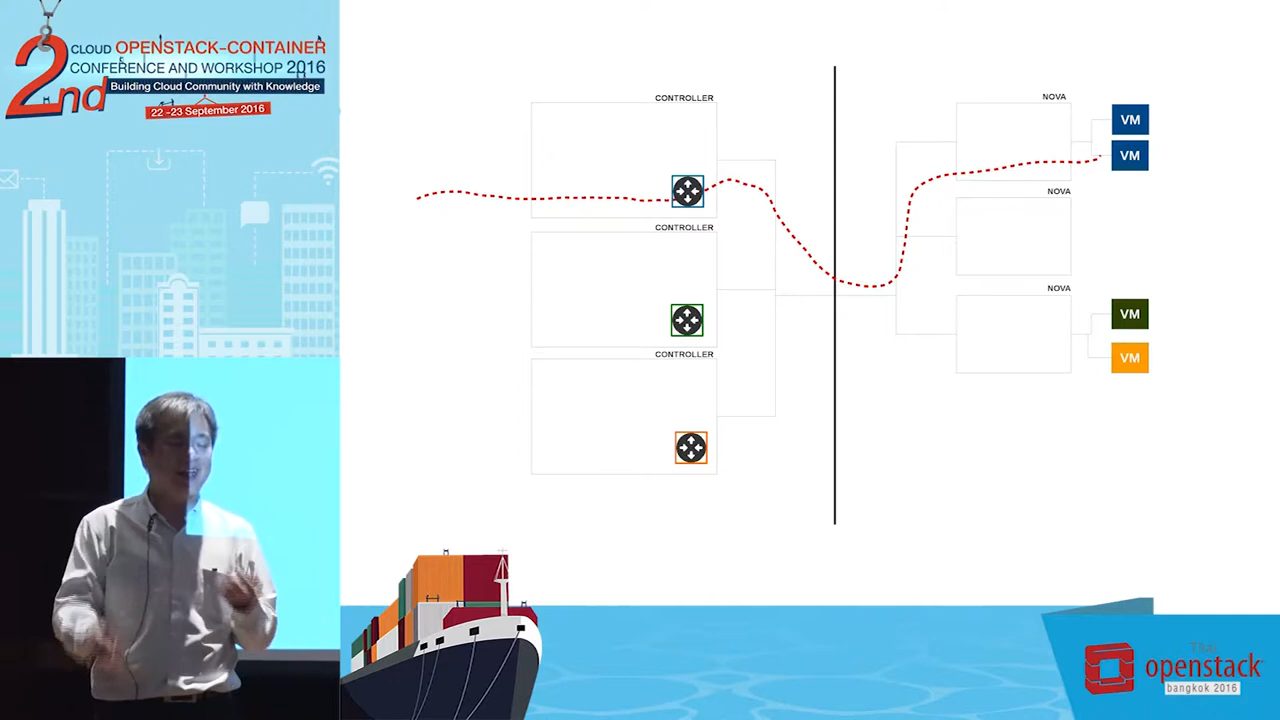 2nd
CLOUD OPENSTACK-CONTAINER
CONFERENCE AND WORKSHOP 2016
Building Cloud Community with Knowledge
22 -23 September 2016
CONTROLLER
CONTROLLER
CONTROLLER
NOVA
NOVA
NOVA
VM
VM
VM
VM
Thai
openstack
bangkok 2016